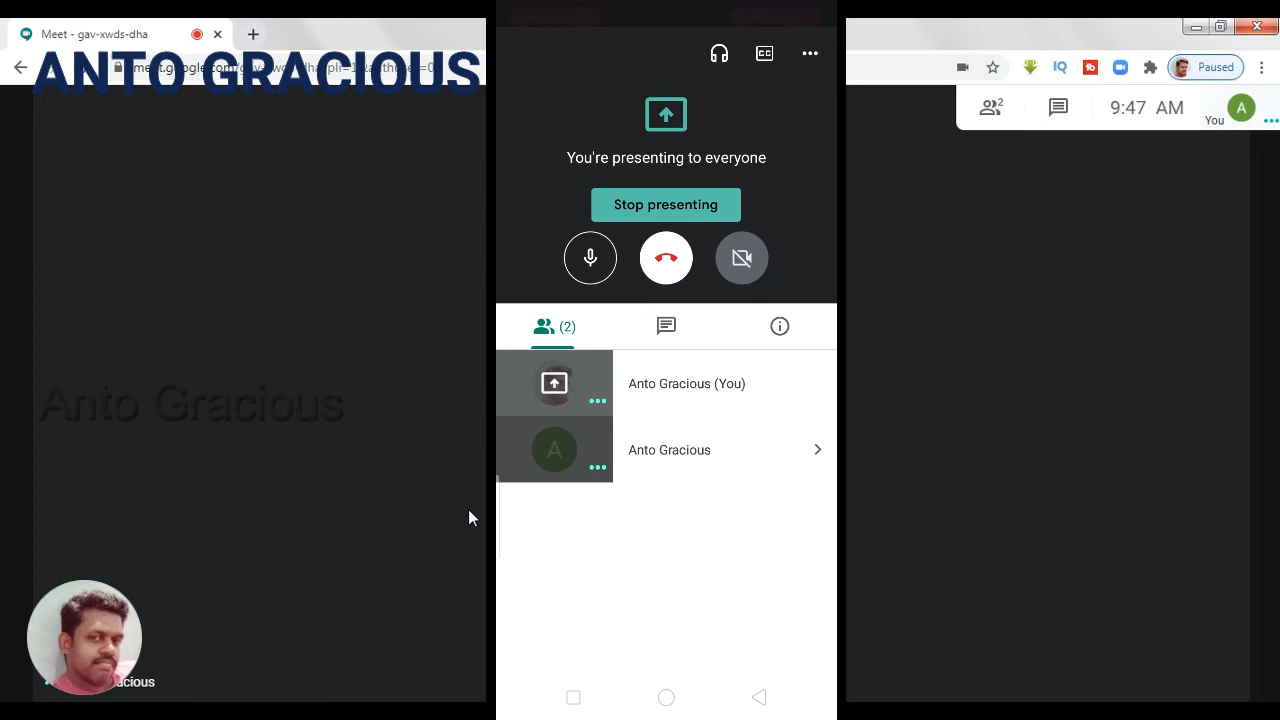 Meet - gav-xwds-dha
ANTO GRACIOUS
Paused
2
9:47 AM
You
A
You're presenting to everyone
Stop presenting
(2)
Anto Gracious (You)
A
Anto Gracious
Anto Gracious